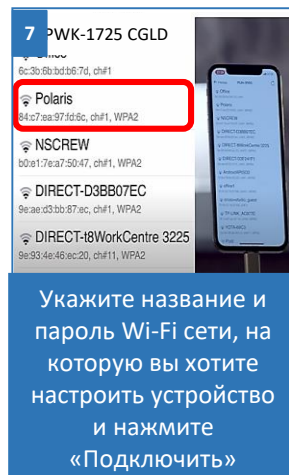 7 PWK-1725 CGLD
Office
6c:3b:6b:bd:b6:7d, ch#1
Polaris
84:c7:ea:97:fd:6c, ch#1, WPA2
NSCREW
b0:e1:7e:a7:50:47, ch#1, WPA2
DIRECT-D3BB07EC
9e:ae:d3:bb:87:ec, ch#1, WPA2
DIRECT-t8WorkCentre 3225
9e:93:4e:46:ec:20, ch#11, WPA2
Укажите название и
пароль Wi-Fi сети, на
которую вы хотите
настроить устройство
и нажмите
«Подключить»